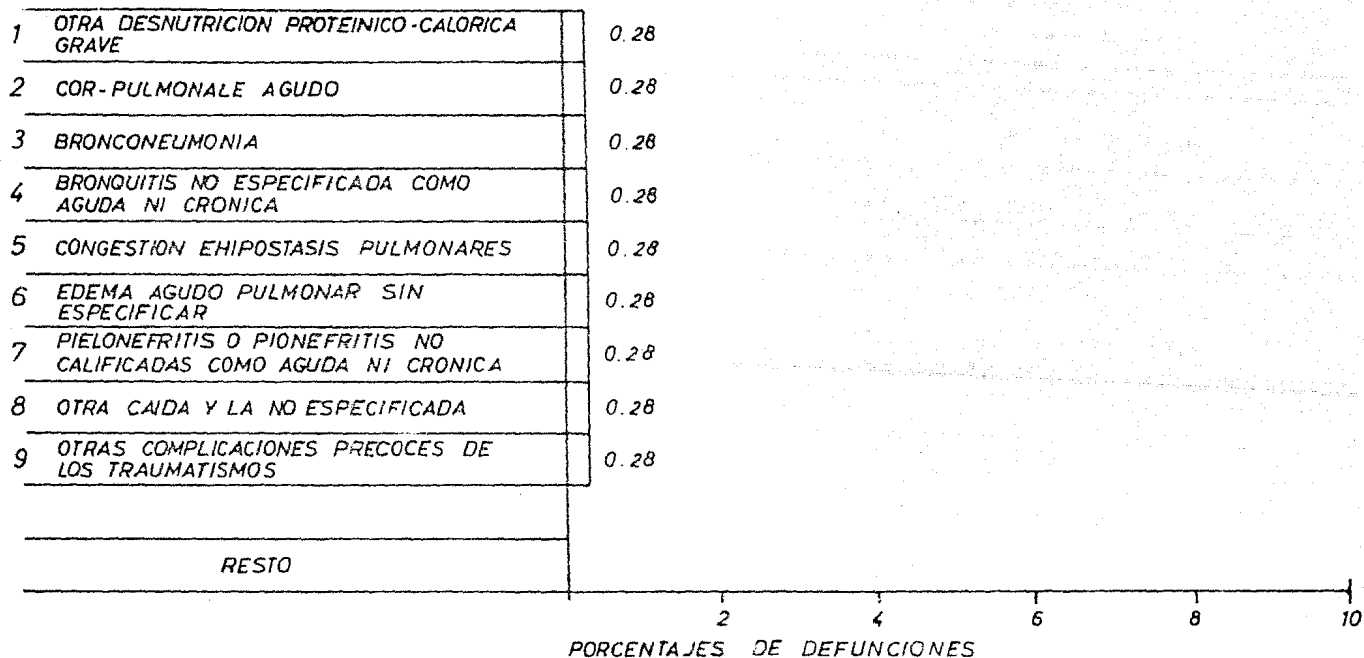 1 OTRA DESNUTRICION PROTEINICO-CALORICA
GRAVE
0.28
2 COR-PULMONALE AGUDO 0.28
3 BRONCONEUMONIA 0.28
4 BRONQUITIS NO ESPECIFICADA COMO
AGUDA NI CRONICA
0.28
5 CONGESTION EHIPOSTASIS PULMONARES 0.28
6 EDEMA AGUDO PULMONAR SIN
ESPECIFICAR
0.28
7 PIELONEFRITIS O PIONEFRITIS NO
CALIFICADAS COMO AGUDA NI CRONICA
0.28
8 OTRA CAIDA Y LA NO ESPECIFICADA 0.28
9 OTRAS COMPLICACIONES PRECOCES DE
LOS TRAUMATISMOS
0.28
RESTO
2 4 6 8 10
PORCENTAJES DE DEFUNCIONES